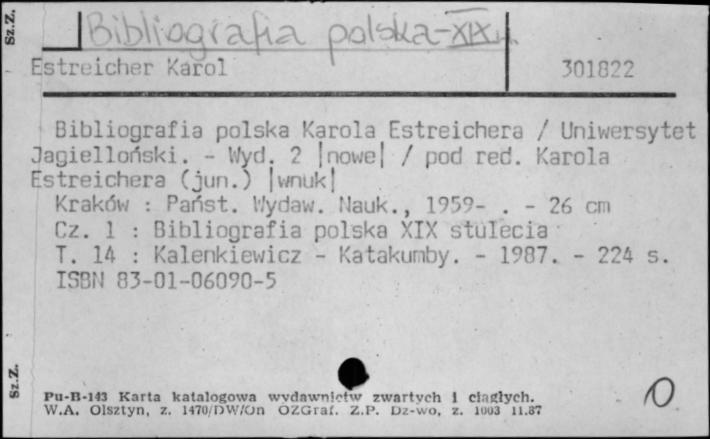 Sz.Z.
Bibliografia polska-XIX w.
Estreicher Karol
301822
Bibliografia polska Karola Estreichera / Uniwersytet
Jagielloński. - Wyd. 2 |nowe| / pod red. Karola
Estreichera (jun.) |wnuk|
Kraków : Państ. Wydaw. Nauk., 1959- . - 26 cm
Cz. 1 : Bibliografia polska XIX stulecia
T. 14 : Kalenkiewicz - Katakumby. - 1987. - 224 s.
ISBN 83-01-06090-5
Sz.Z.
Pu-B-143 Karta katalogowa wydawnictw zwartych i ciągłych.
W.A. Olsztyn, z. 1470/DW/On OZGraf. Z.P. Dz-wo, z. 1003 11.87
O